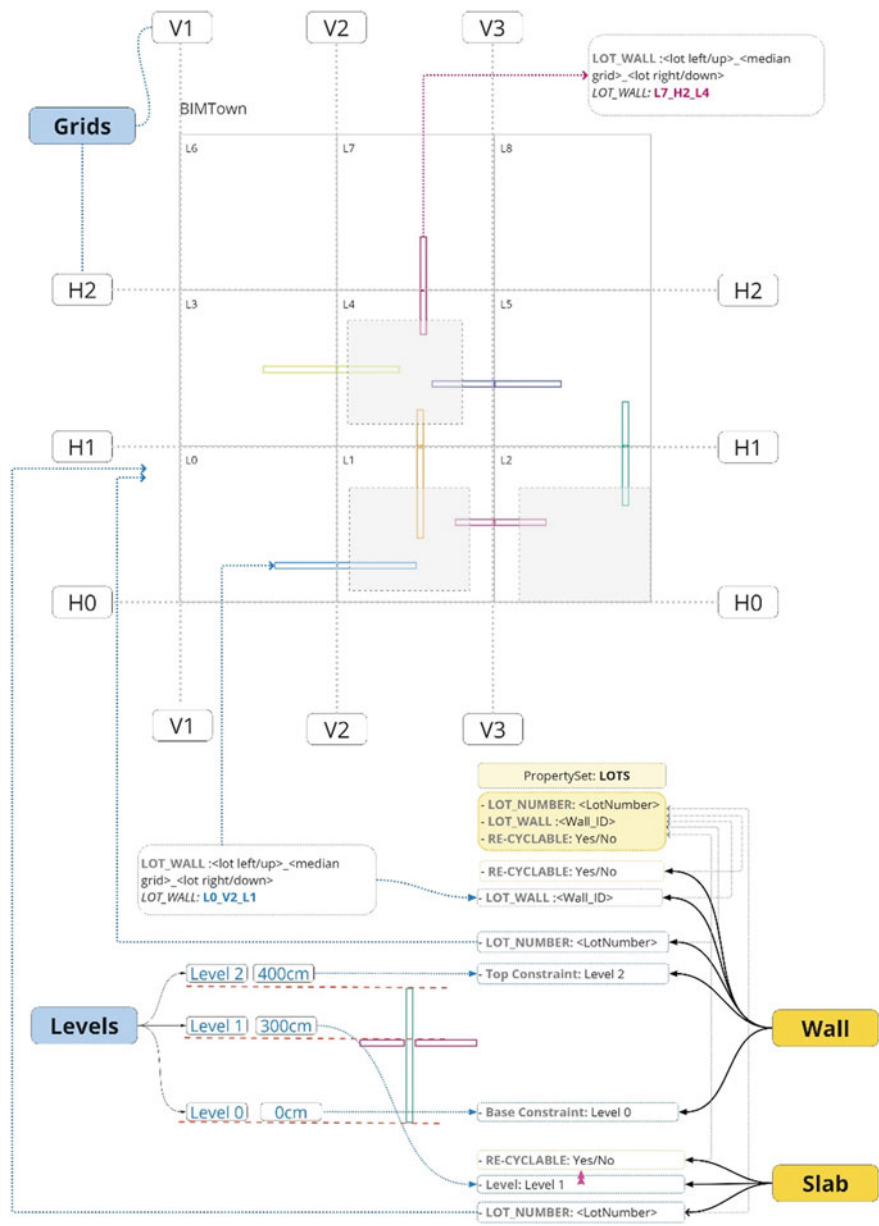 V1
V2
V3
LOT_WALL :<lot left/up>_<median
grid>_<lot right/down>
LOT_WALL: L7_H2_L4
BIMTown
Grids
L6
L7
L8
H2
H2
L3
L4
L5
H1
H1
L0
L1
L2
H0
H0
V1
V2
V3
PropertySet: LOTS
- LOT_NUMBER: <LotNumber>
- LOT_WALL :<Wall_ID>
- RE-CYCLABLE: Yes/No
LOT_WALL :<lot left/up>_<median
grid>_<lot right/down>
LOT_WALL: L0_V2_L1
- RE-CYCLABLE: Yes/No
- LOT_WALL :<Wall_ID>
- LOT_NUMBER: <LotNumber>
Level 2 400cm
- Top Constraint: Level 2
Levels
Level 1 300cm
Wall
Level 0 0cm
- Base Constraint: Level 0
- RE-CYCLABLE: Yes/No
- Level: Level 1
Slab
- LOT_NUMBER: <LotNumber>